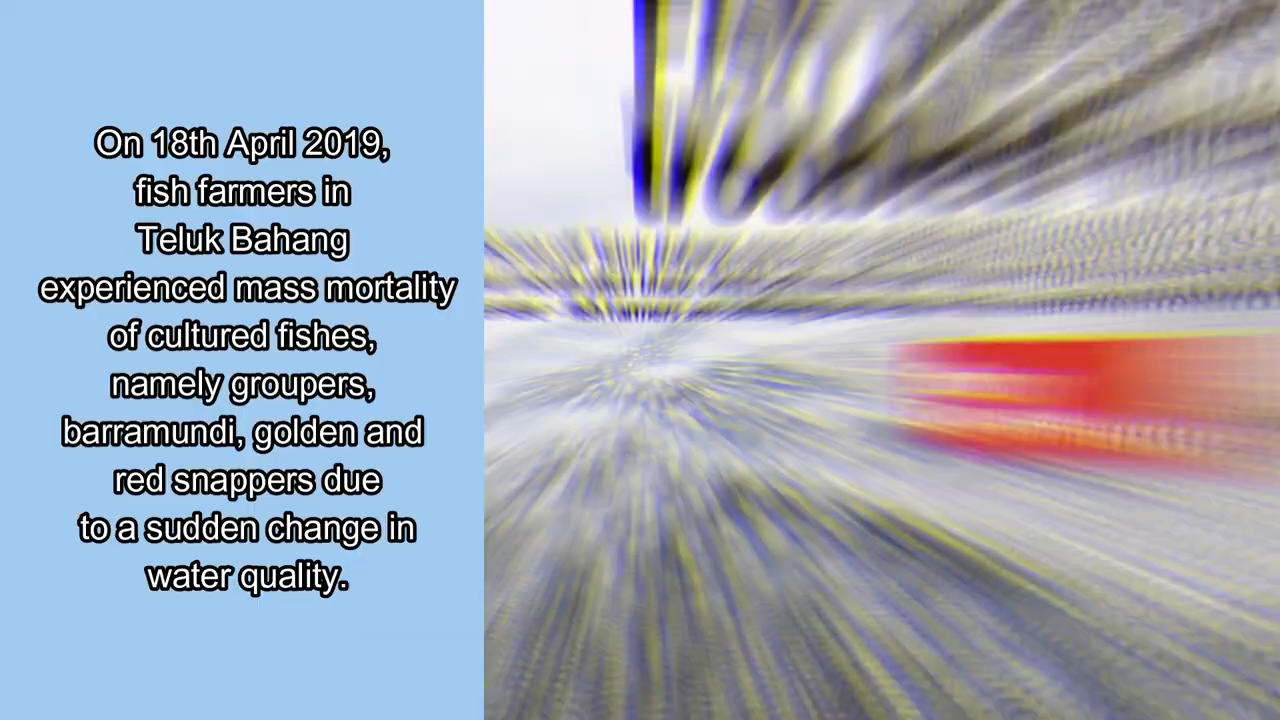 On 18th April 2019,
fish farmers in
Teluk Bahang
experienced mass mortality
of cultured fishes,
namely groupers,
barramundi, golden and
red snappers due
to a sudden change in
water quality.